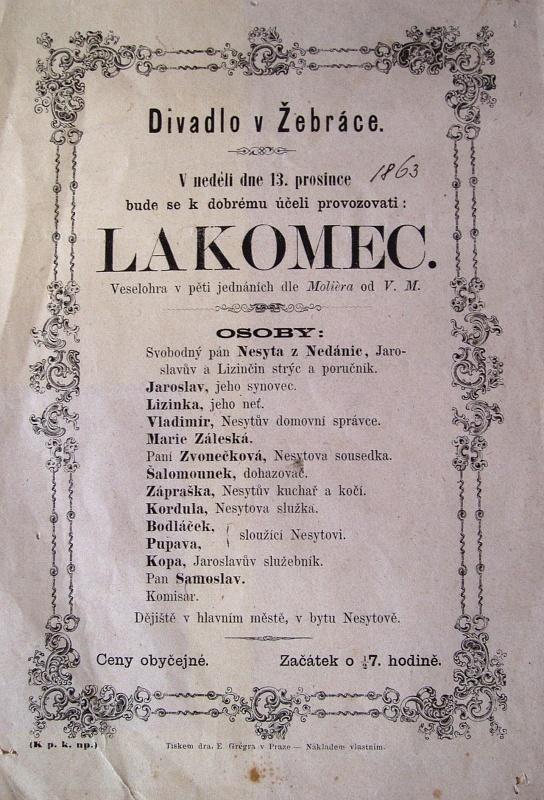 Divadlo v Žebráce.
V neděli dne 13. prosince 1863
bude se k dobrému účeli provozovati:
LAKOMEC.
Veselohra v pěti jednáních dle Molièra od V. M.
OSOBY:
Svobodný pán Nesyta z Nedánic, Jaro-
slavův a Lizinčin strýc a poručník.
Jaroslav, jeho synovec.
Lizinka, jeho neť.
Vladimír, Nesytův domovní správce.
Marie Záleská.
Paní Zvonečková, Nesytova sousedka.
Šalomounek, dohazovač.
Zápraška, Nesytův kuchař a kočí.
Kordula, Nesytova služka.
Bodláček,
Pupava,
sloužící Nesytovi.
Kopa, Jaroslavův služebník.
Pan Samoslav.
Komisar.
Dějiště v hlavním městě, v bytu Nesytově.
Ceny obyčejné. Začátek o ½7. hodině.
(K p. k. np.) Tiskem dra. E. Grégra v Praze — Nákladem vlastním.